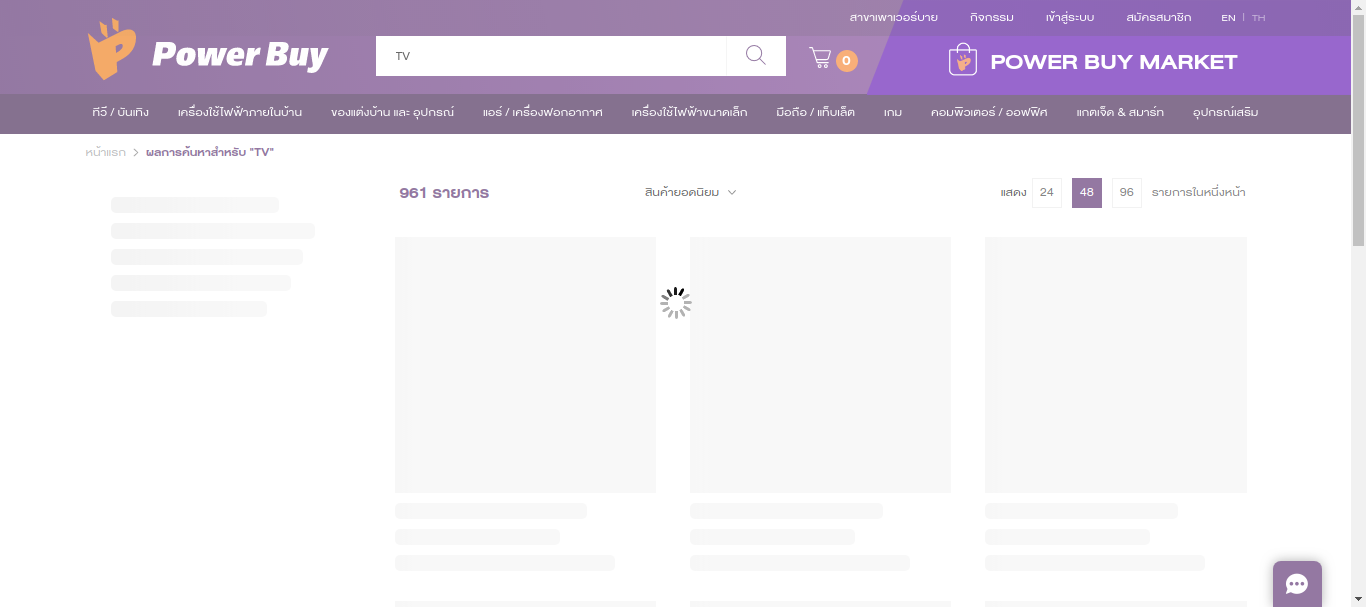 สาขาเพาเวอร์บาย กิจกรรม เข้าสู่ระบบ สมัครสมาชิก EN | TH
Power Buy TV 0 POWER BUY MARKET
ทีวี / บันเทิง เครื่องใช้ไฟฟ้าภายในบ้าน ของแต่งบ้าน และ อุปกรณ์ แอร์ / เครื่องฟอกอากาศ เครื่องใช้ไฟฟ้าขนาดเล็ก มือถือ / แท็บเล็ต เกม คอมพิวเตอร์ / ออฟฟิศ แกดเจ็ด & สมาร์ท อุปกรณ์เสริม
หน้าแรก > ผลการค้นหาสำหรับ "TV"
961 รายการ สินค้ายอดนิยม แสดง 24 48 96 รายการในหนึ่งหน้า